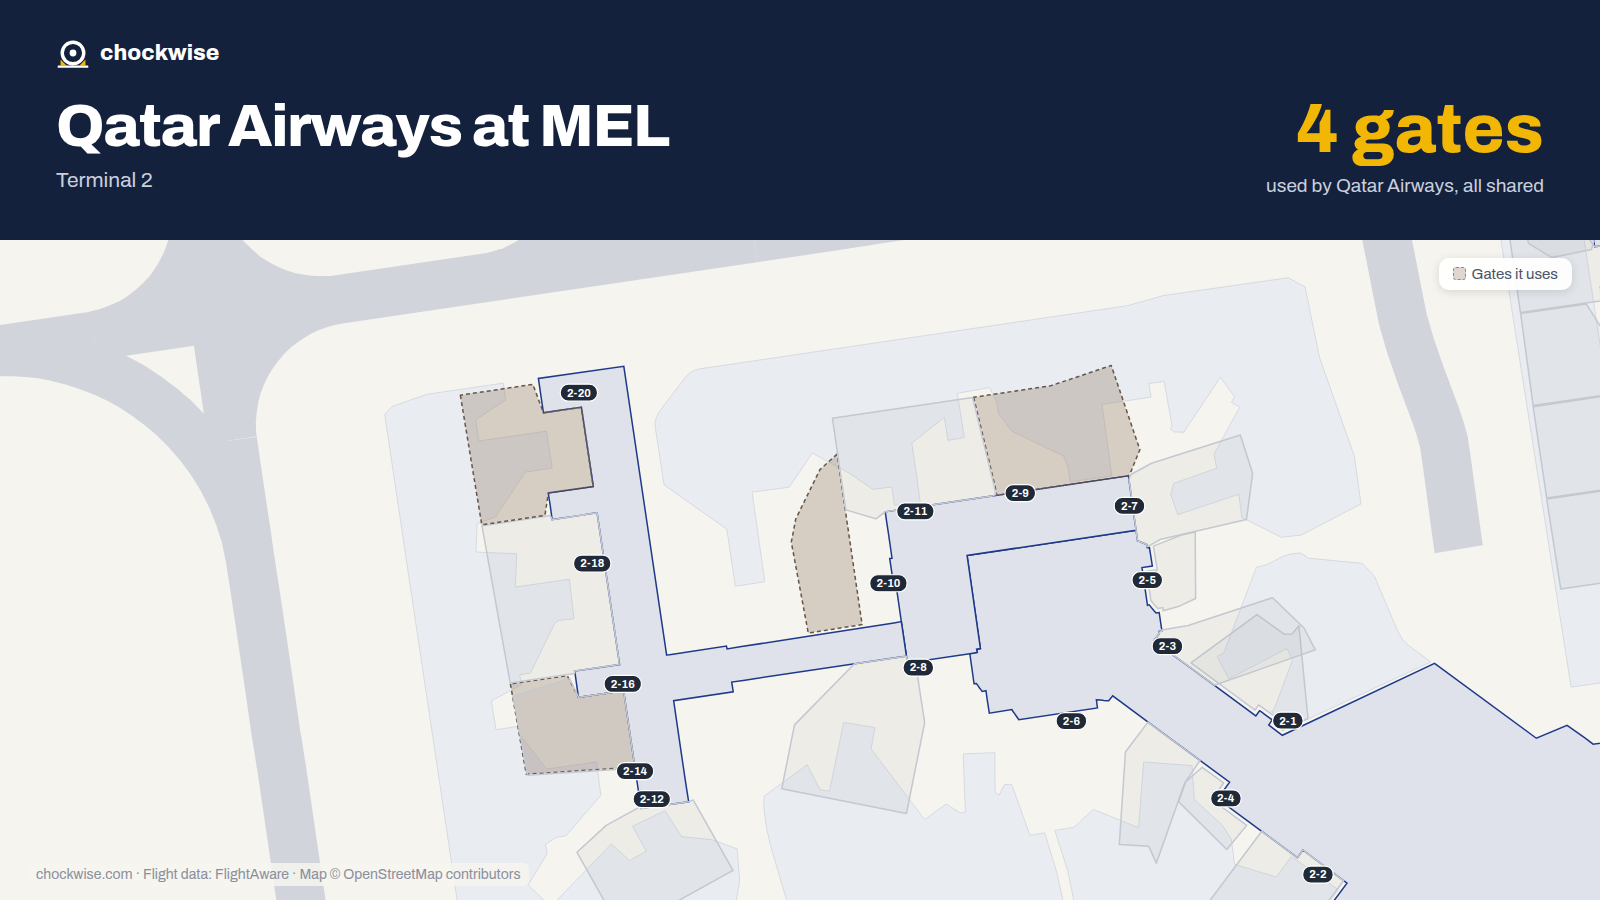 chockwise
Qatar Airways at MEL
Terminal 2
4 gates
used by Qatar Airways, all shared
Gates it uses
2-20
2-9
2-7
2-11
2-18
2-10
2-5
2-3
2-8
2-16
2-6
2-1
2-14
2-12
2-4
2-2
chockwise.com · Flight data: FlightAware · Map © OpenStreetMap contributors